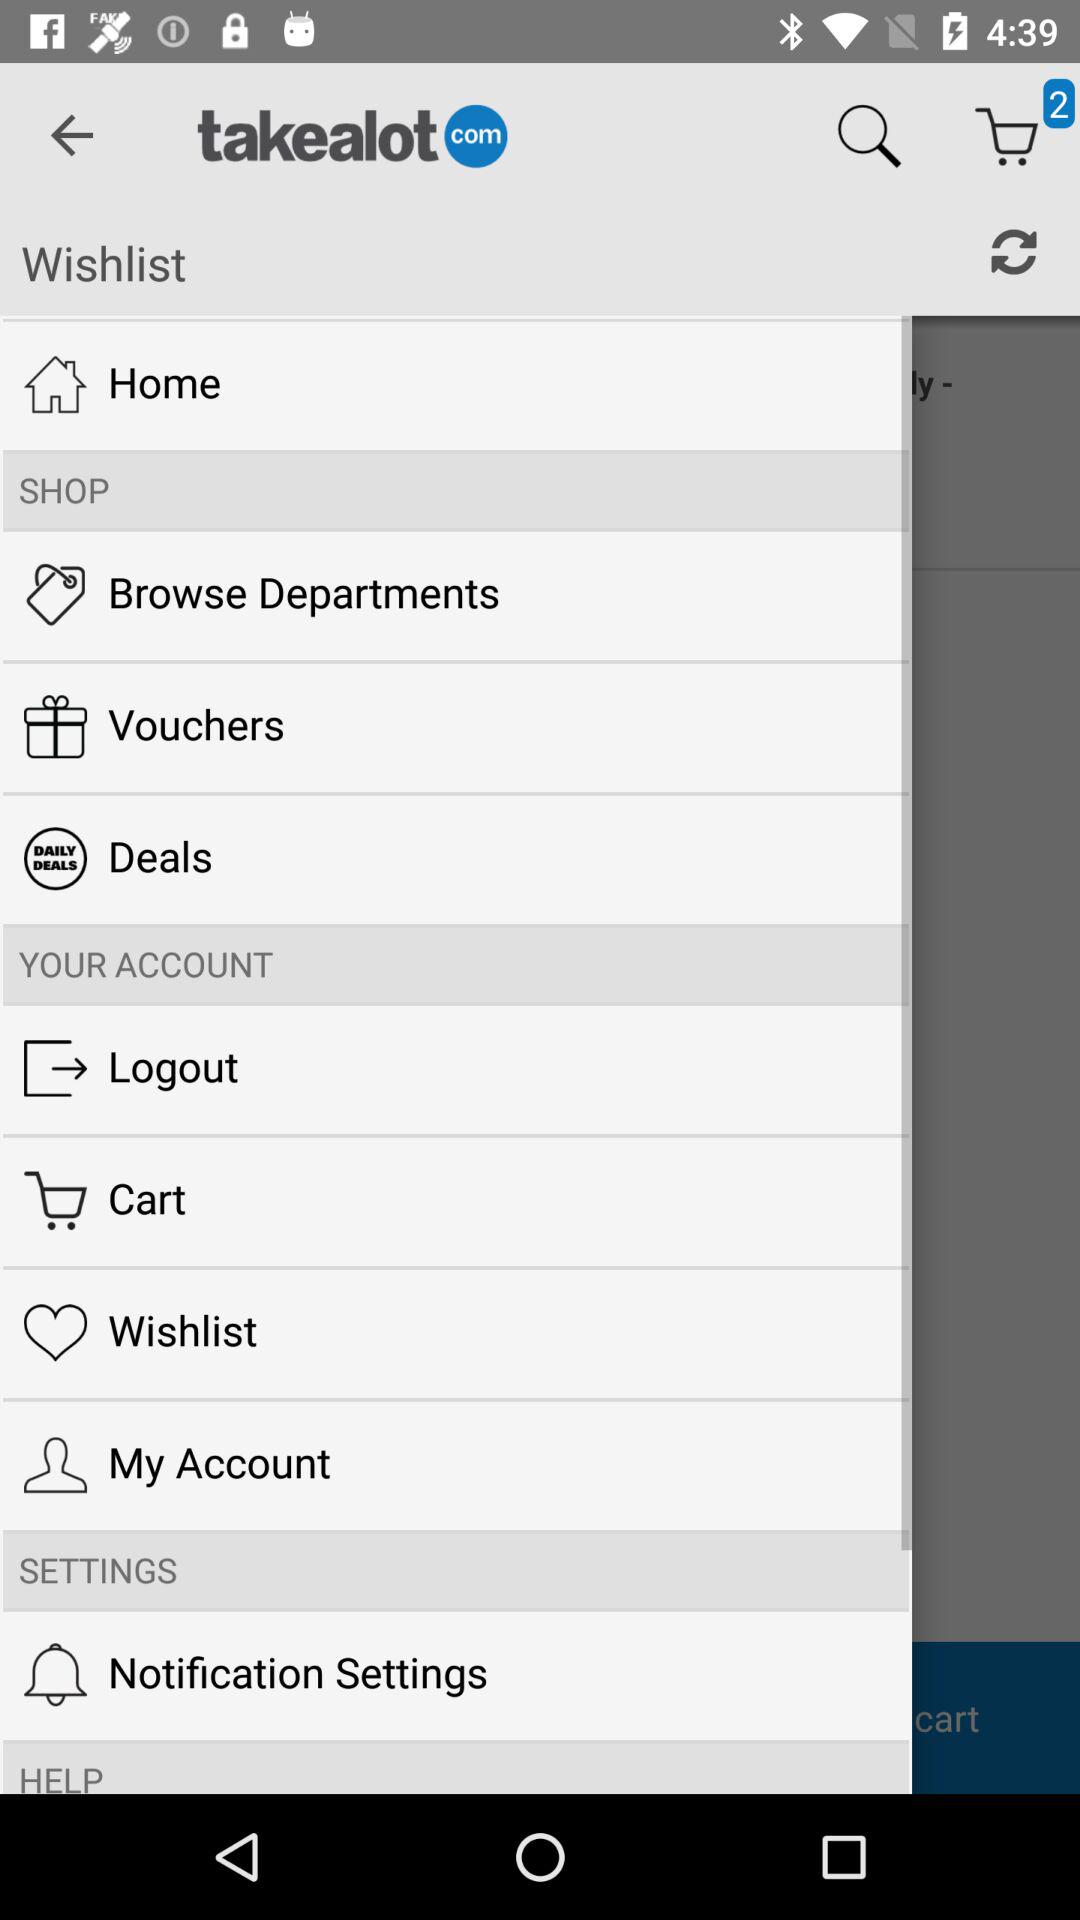 FAK
4:39
takealot com
2
Wishlist
Home
ly -
SHOP
Browse Departments
Vouchers
DAILY
DEALS
Deals
YOUR ACCOUNT
Logout
Cart
Wishlist
My Account
SETTINGS
Notification Settings
cart
HELP